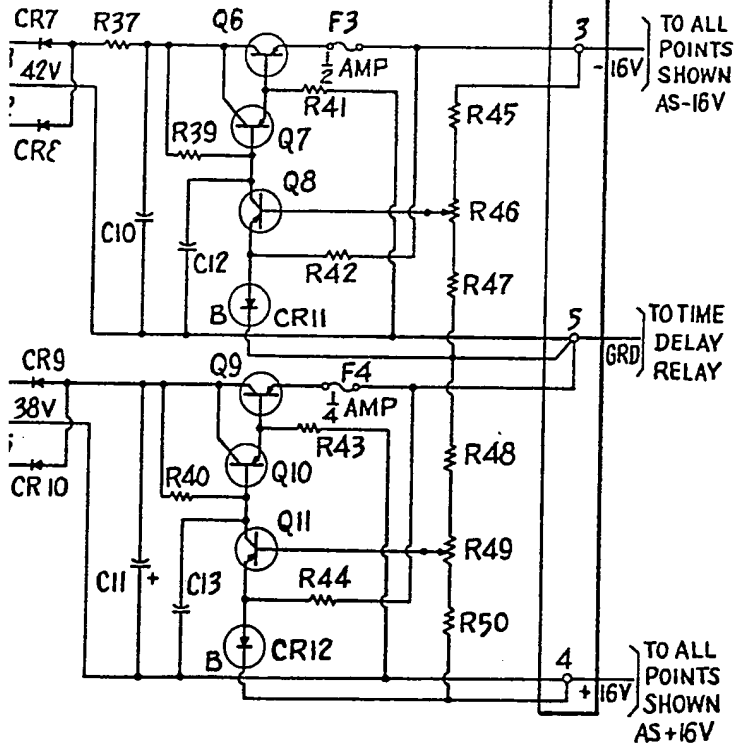 CR7
R37
Q6
F3
1/2 AMP
3
-16V
TO ALL
POINTS
SHOWN
AS-16V
42V
R41
R45
CR8
R39
Q7
Q8
R46
C10
C12
R42
R47
B
CR11
5
GRD
TO TIME
DELAY
RELAY
CR9
Q9
F4
1/4 AMP
38V
R43
R48
CR10
R40
Q10
Q11
R49
C11
+
C13
R44
R50
B
CR12
4
+16V
TO ALL
POINTS
SHOWN
AS+16V